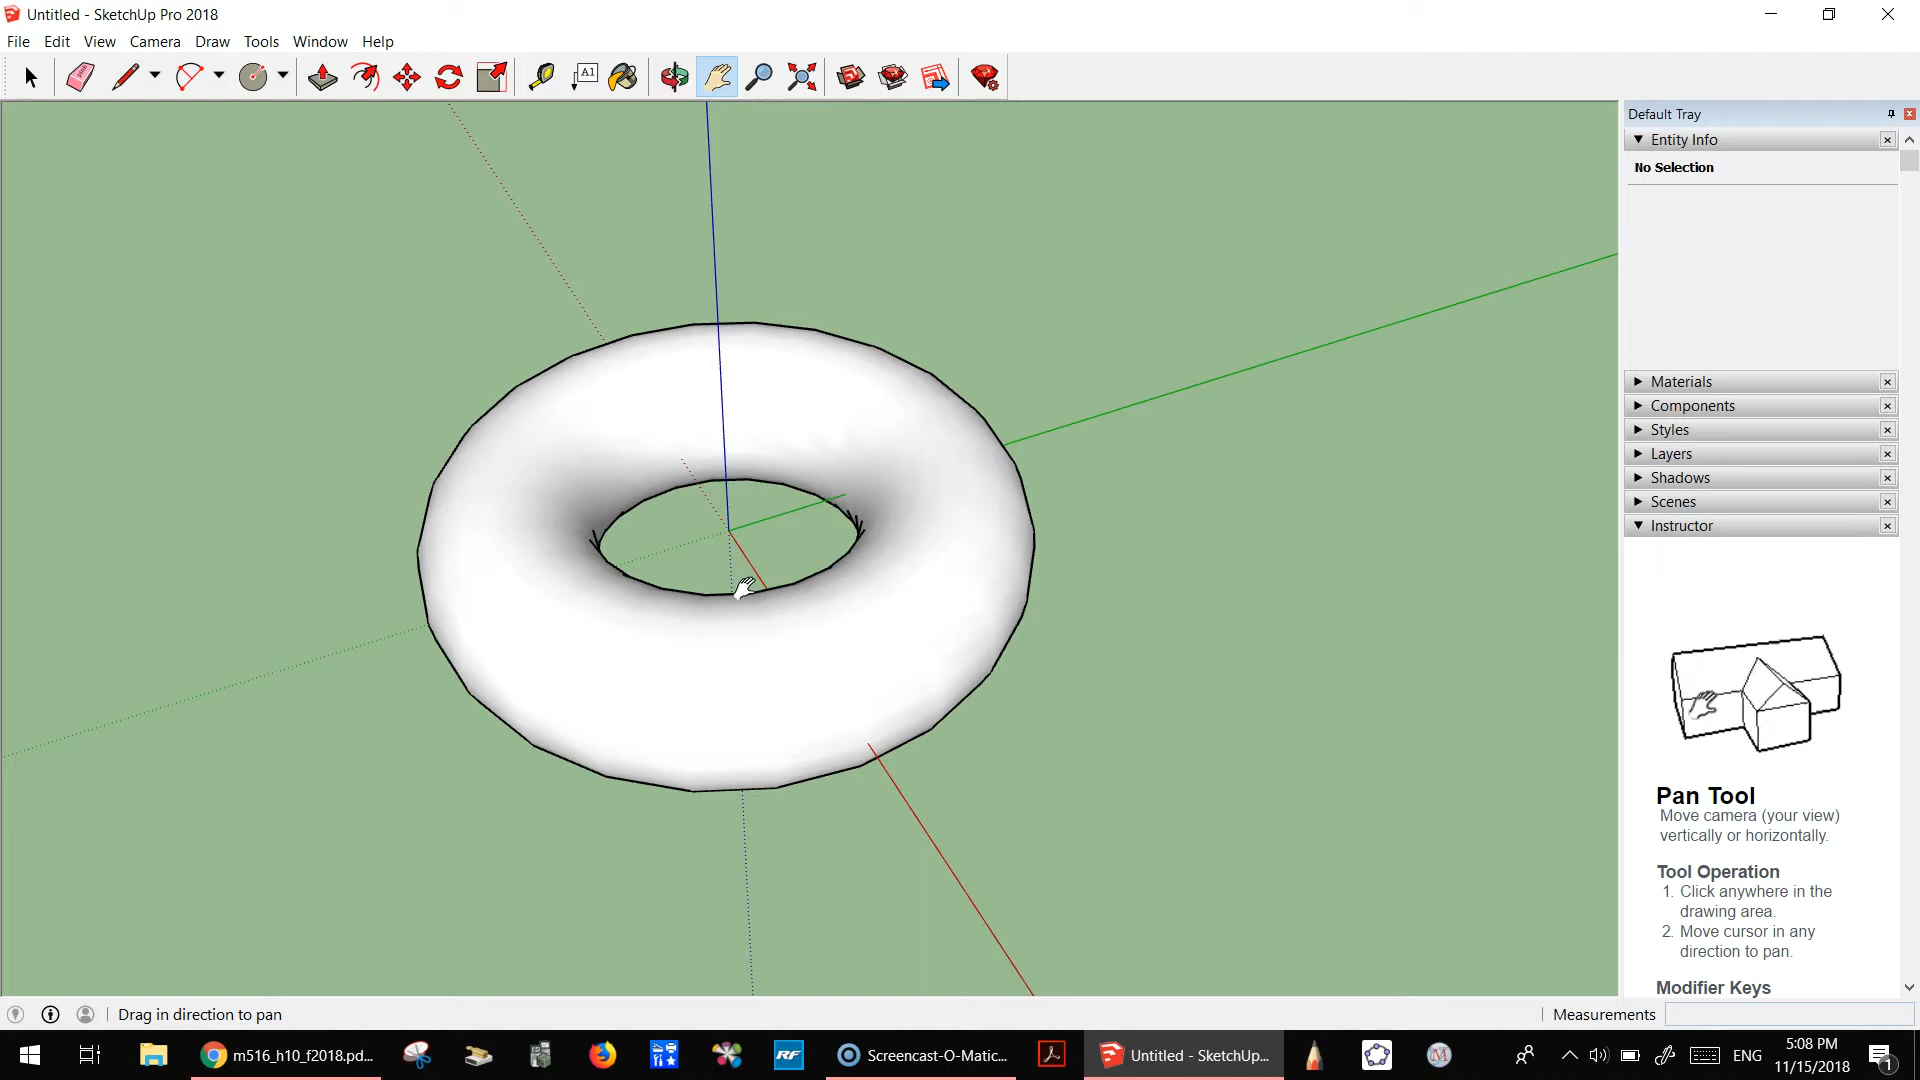 Untitled - SketchUp Pro 2018
File Edit View Camera Draw Tools Window Help
A1
Default Tray
Entity Info
No Selection
Materials
Components
Styles
Layers
Shadows
Scenes
Instructor
Pan Tool
Move camera (your view)
vertically or horizontally.
Tool Operation
1. Click anywhere in the
drawing area.
2. Move cursor in any
direction to pan.
Modifier Keys
Drag in direction to pan
Measurements
m516_h10_f2018.pd...
RF
Screencast-O-Matic...
Untitled - SketchUp...
M
ENG
5:08 PM
11/15/2018
1